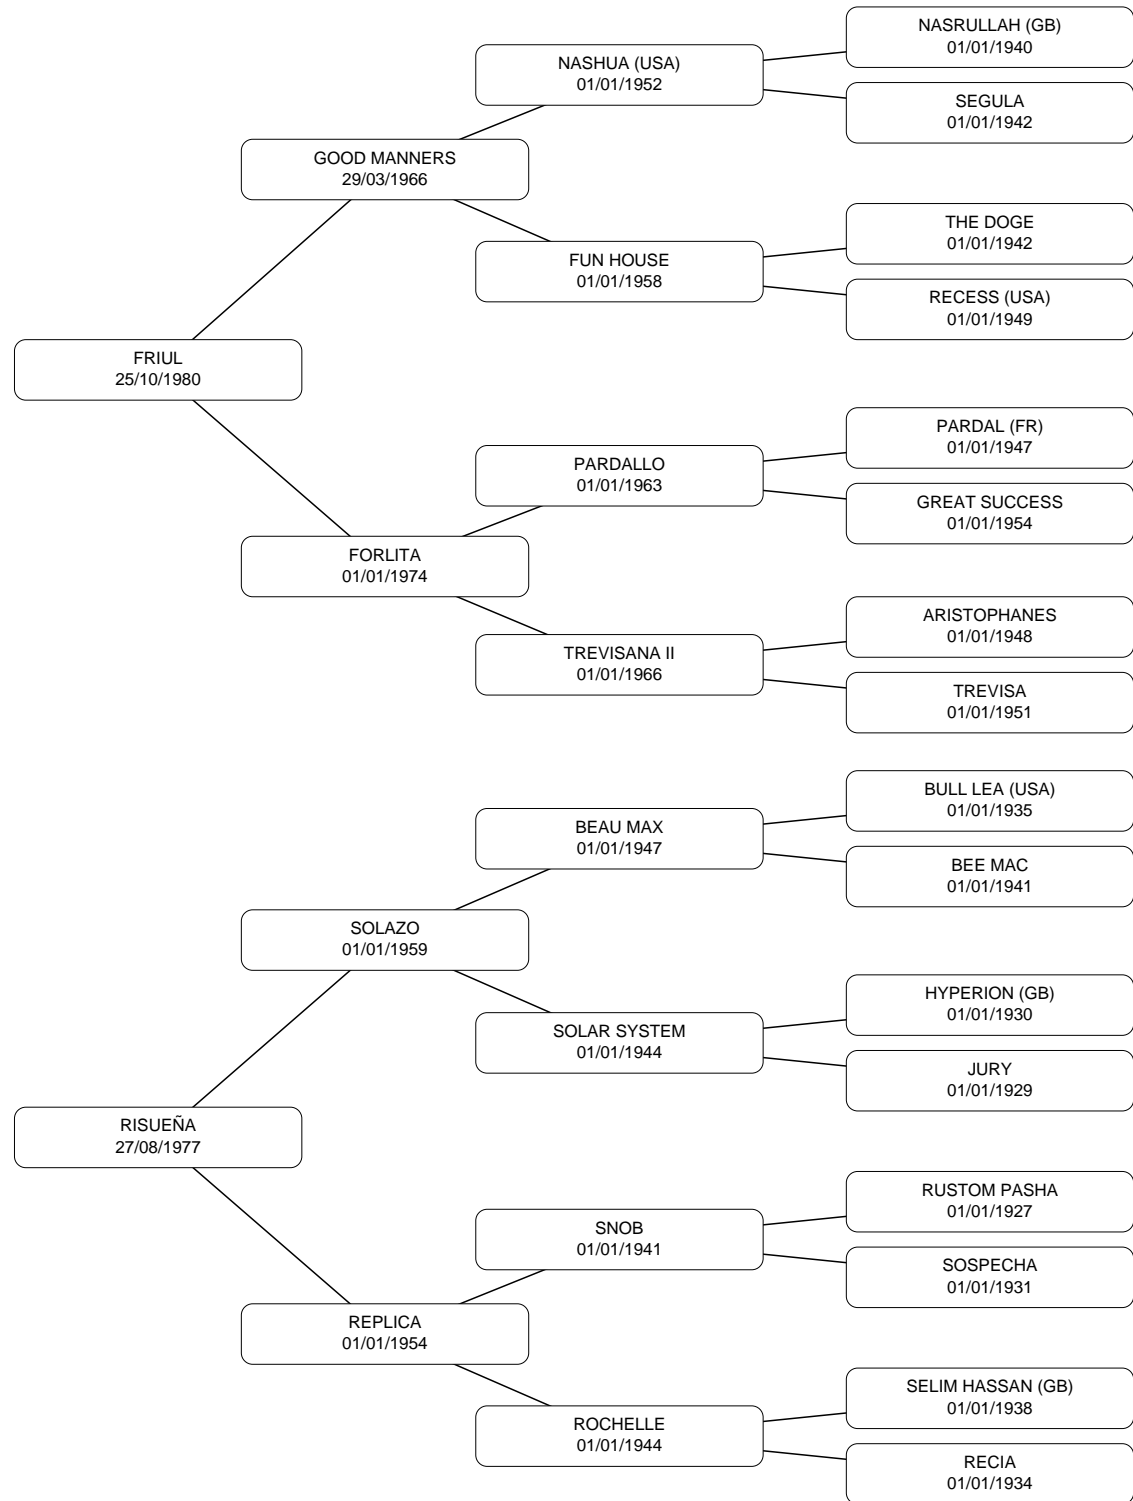 NASRULLAH (GB)
01/01/1940
NASHUA (USA)
01/01/1952
SEGULA
01/01/1942
GOOD MANNERS
29/03/1966
THE DOGE
01/01/1942
FUN HOUSE
01/01/1958
RECESS (USA)
01/01/1949
FRIUL
25/10/1980
PARDAL (FR)
01/01/1947
PARDALLO
01/01/1963
GREAT SUCCESS
01/01/1954
FORLITA
01/01/1974
ARISTOPHANES
01/01/1948
TREVISANA II
01/01/1966
TREVISA
01/01/1951
BULL LEA (USA)
01/01/1935
BEAU MAX
01/01/1947
BEE MAC
01/01/1941
SOLAZO
01/01/1959
HYPERION (GB)
01/01/1930
SOLAR SYSTEM
01/01/1944
JURY
01/01/1929
RISUEÑA
27/08/1977
RUSTOM PASHA
01/01/1927
SNOB
01/01/1941
SOSPECHA
01/01/1931
REPLICA
01/01/1954
SELIM HASSAN (GB)
01/01/1938
ROCHELLE
01/01/1944
RECIA
01/01/1934